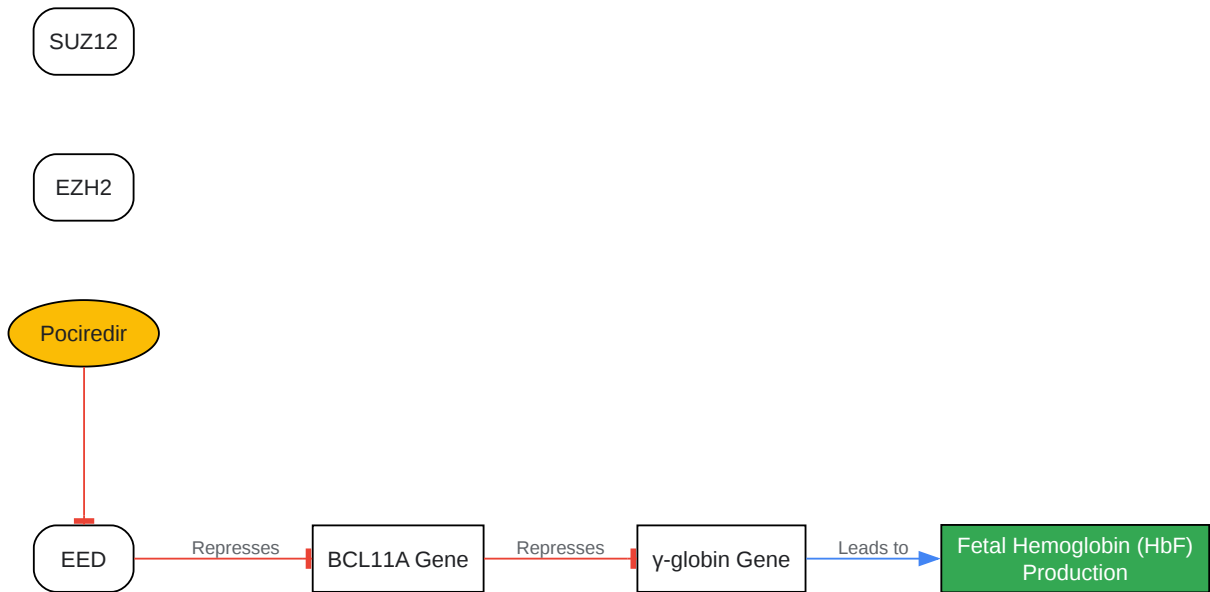 SUZ12
EZH2
Pociredir
EED
Represses
BCL11A Gene
Represses
γ-globin Gene
Leads to
Fetal Hemoglobin (HbF)
Production